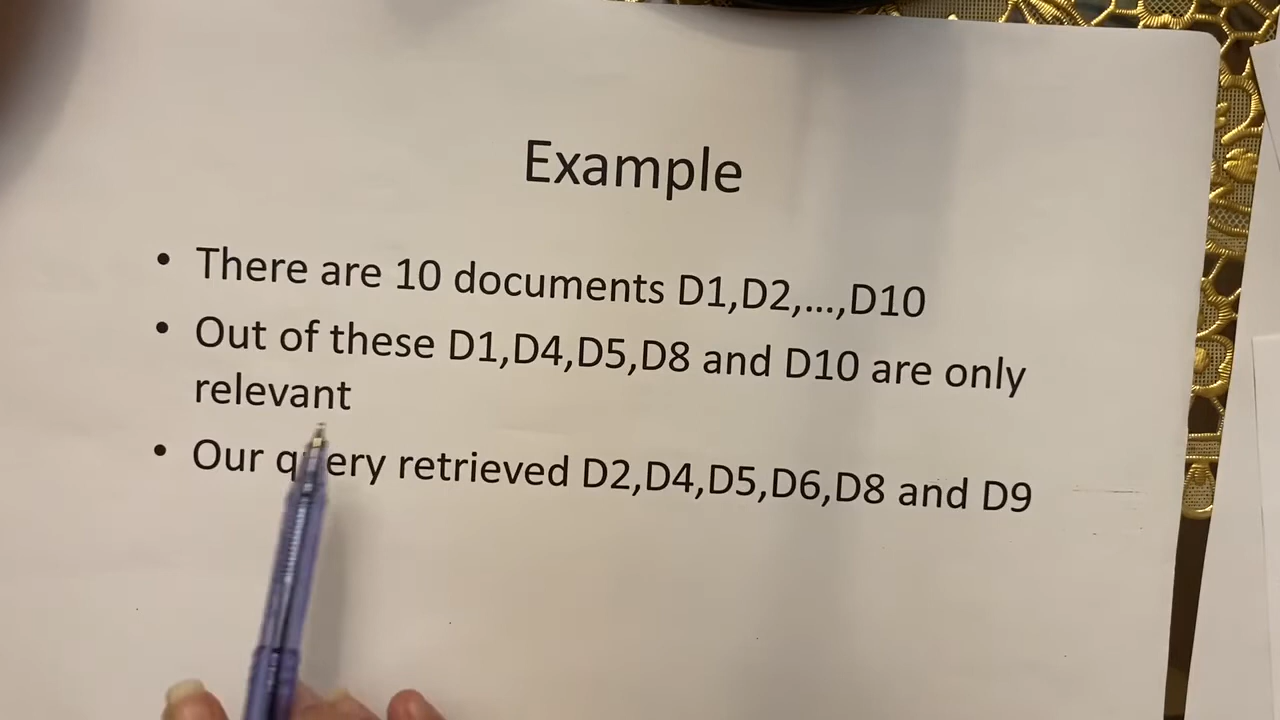 Example
• There are 10 documents D1,D2,...,D10
• Out of these D1,D4,D5,D8 and D10 are only
relevant
• Our query retrieved D2,D4,D5,D6,D8 and D9